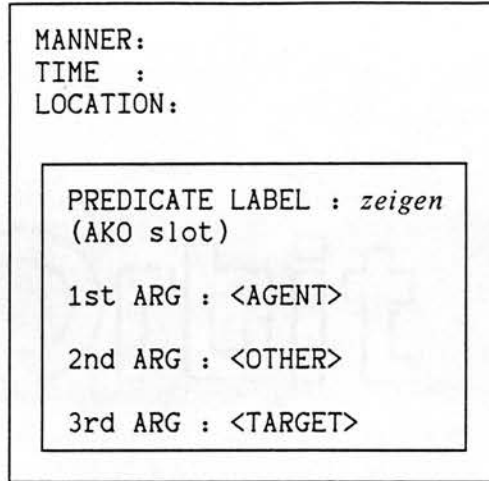 MANNER:
TIME  :
LOCATION:
PREDICATE LABEL : zeigen
(AKO slot)
1st ARG : <AGENT>
2nd ARG : <OTHER>
3rd ARG : <TARGET>